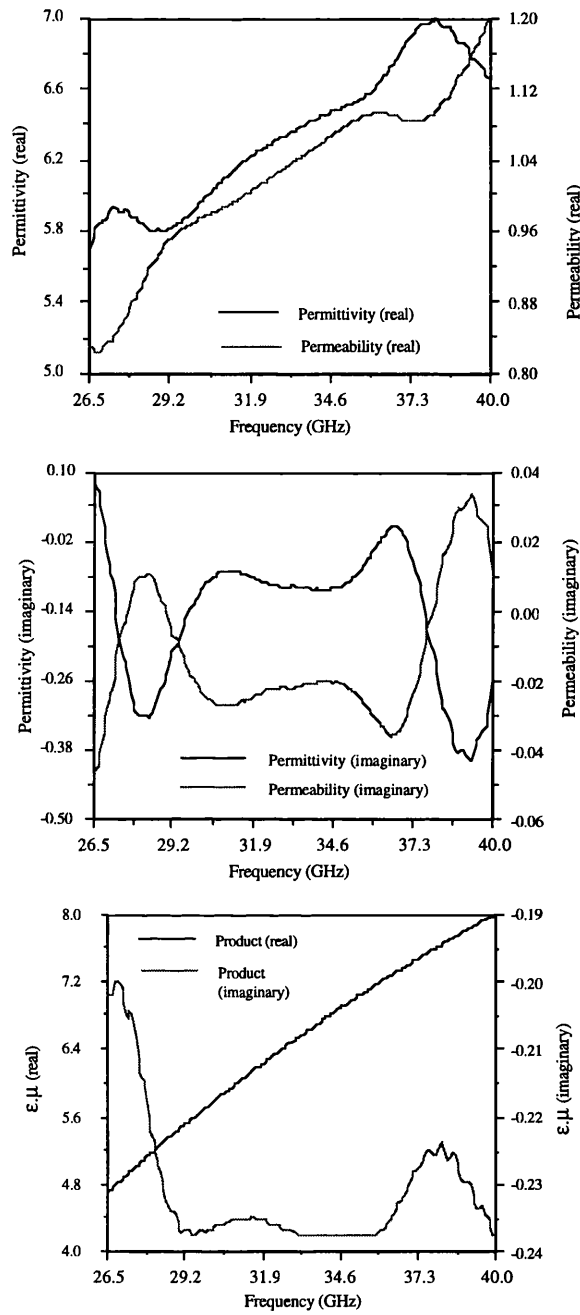 7.0
6.6
6.2
5.8
5.4
5.0
Permittivity (real)
1.20
1.12
1.04
0.96
0.88
0.80
Permeability (real)
Permittivity (real)
Permeability (real)
26.5 29.2 31.9 34.6 37.3 40.0
Frequency (GHz)
0.10
-0.02
-0.14
-0.26
-0.38
-0.50
Permittivity (imaginary)
0.04
0.02
0.00
-0.02
-0.04
-0.06
Permeability (imaginary)
Permittivity (imaginary)
Permeability (imaginary)
26.5 29.2 31.9 34.6 37.3 40.0
Frequency (GHz)
8.0
7.2
6.4
5.6
4.8
4.0
ε.μ (real)
-0.19
-0.20
-0.21
-0.22
-0.23
-0.24
ε.μ (imaginary)
Product (real)
Product
(imaginary)
26.5 29.2 31.9 34.6 37.3 40.0
Frequency (GHz)